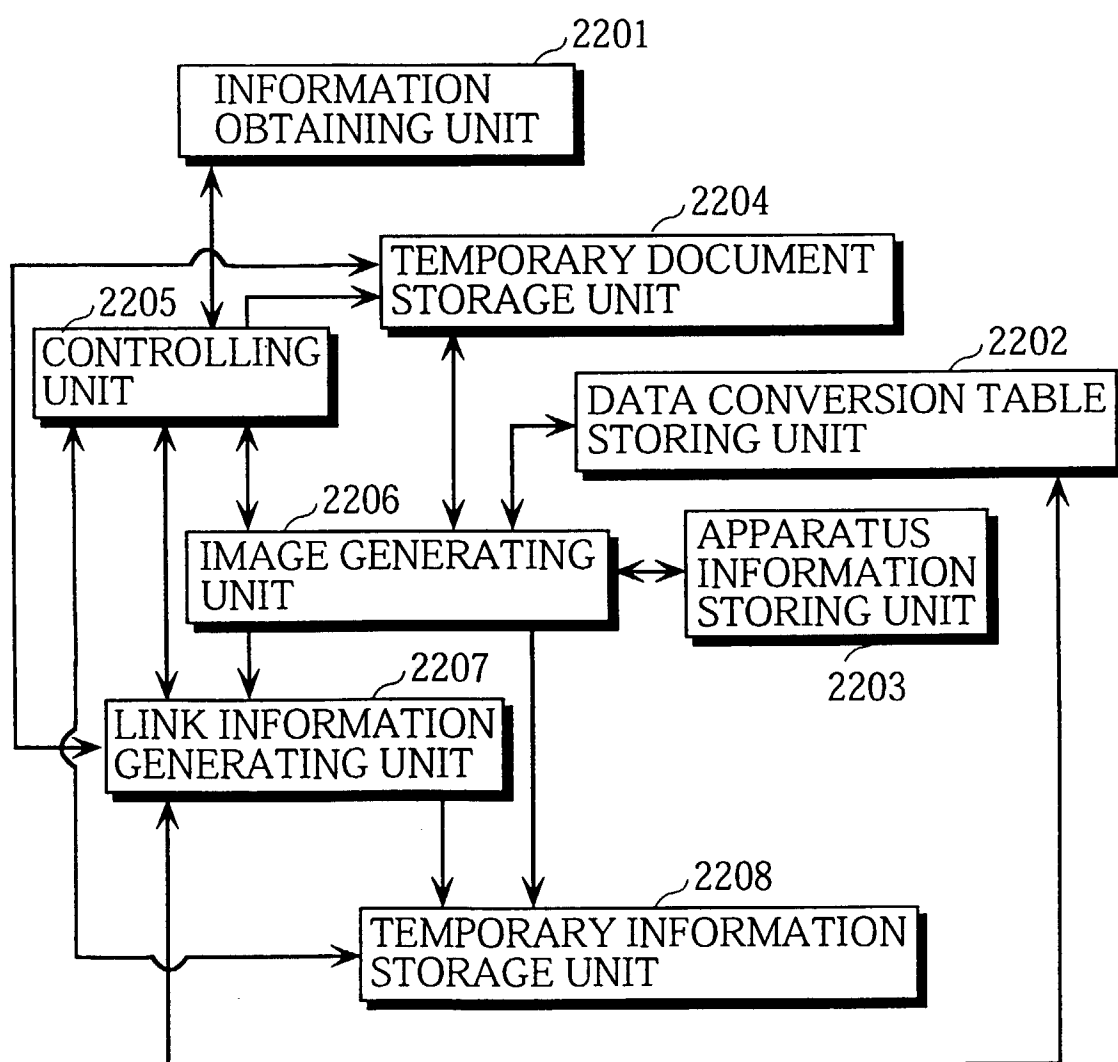 2201
INFORMATION
OBTAINING UNIT
2204
TEMPORARY DOCUMENT
STORAGE UNIT
2205
CONTROLLING
UNIT
2202
DATA CONVERSION TABLE
STORING UNIT
2206
IMAGE GENERATING
UNIT
APPARATUS
INFORMATION
STORING UNIT
2203
2207
LINK INFORMATION
GENERATING UNIT
2208
TEMPORARY INFORMATION
STORAGE UNIT